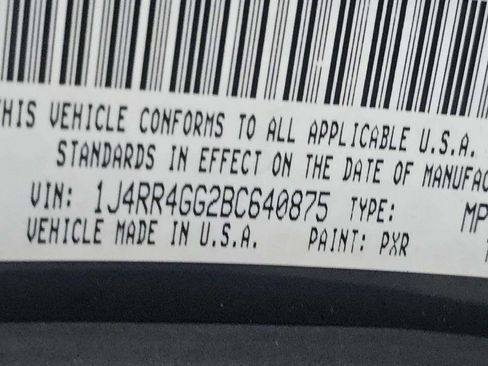 THIS VEHICLE CONFORMS TO ALL APPLICABLE U.S.A.
STANDARDS IN EFFECT ON THE DATE OF MANUFAC
VIN: 1J4RR4GG2BC640875 TYPE: MP
VEHICLE MADE IN U.S.A. PAINT: PXR